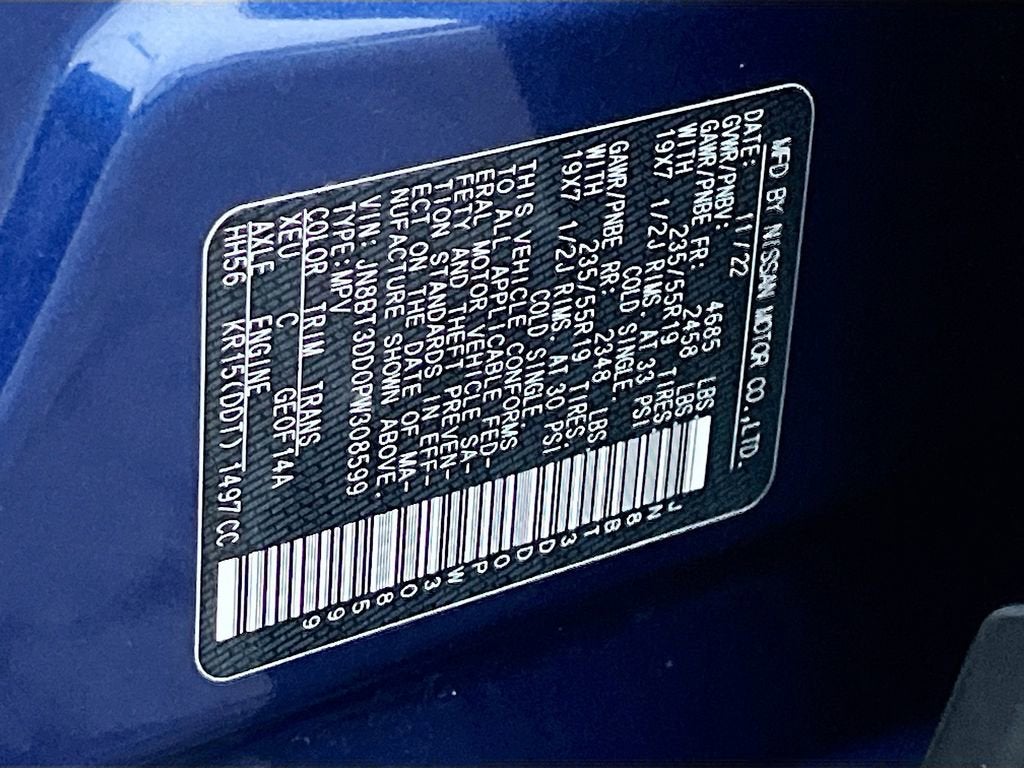 MFD BY NISSAN MOTOR CO.,LTD.
DATE: 11/22
GVWR/PNBV: 4685 LBS
GAWR/PNBE FR: 2458 LBS
WITH 235/55R19 TIRES,
19X7 1/2J RIMS. AT 33 PSI
COLD SINGLE.
GAWR/PNBE RR: 2348 LBS
WITH 235/55R19 TIRES,
19X7 1/2J RIMS. AT 30 PSI
COLD SINGLE.
THIS VEHICLE CONFORMS
TO ALL APPLICABLE FED-
ERAL MOTOR VEHICLE SA-
FETY AND THEFT PREVEN-
TION STANDARDS IN EFF-
ECT ON THE DATE OF MA-
NUFACTURE SHOWN ABOVE.
VIN: JN8BT3DD0PW308599
TYPE: MPV
COLOR TRIM TRANS
XEU C GEOF14A
AXLE ENGINE
HH56 KR15(DDT) 1497CC
JN8BT3DD0PW308599